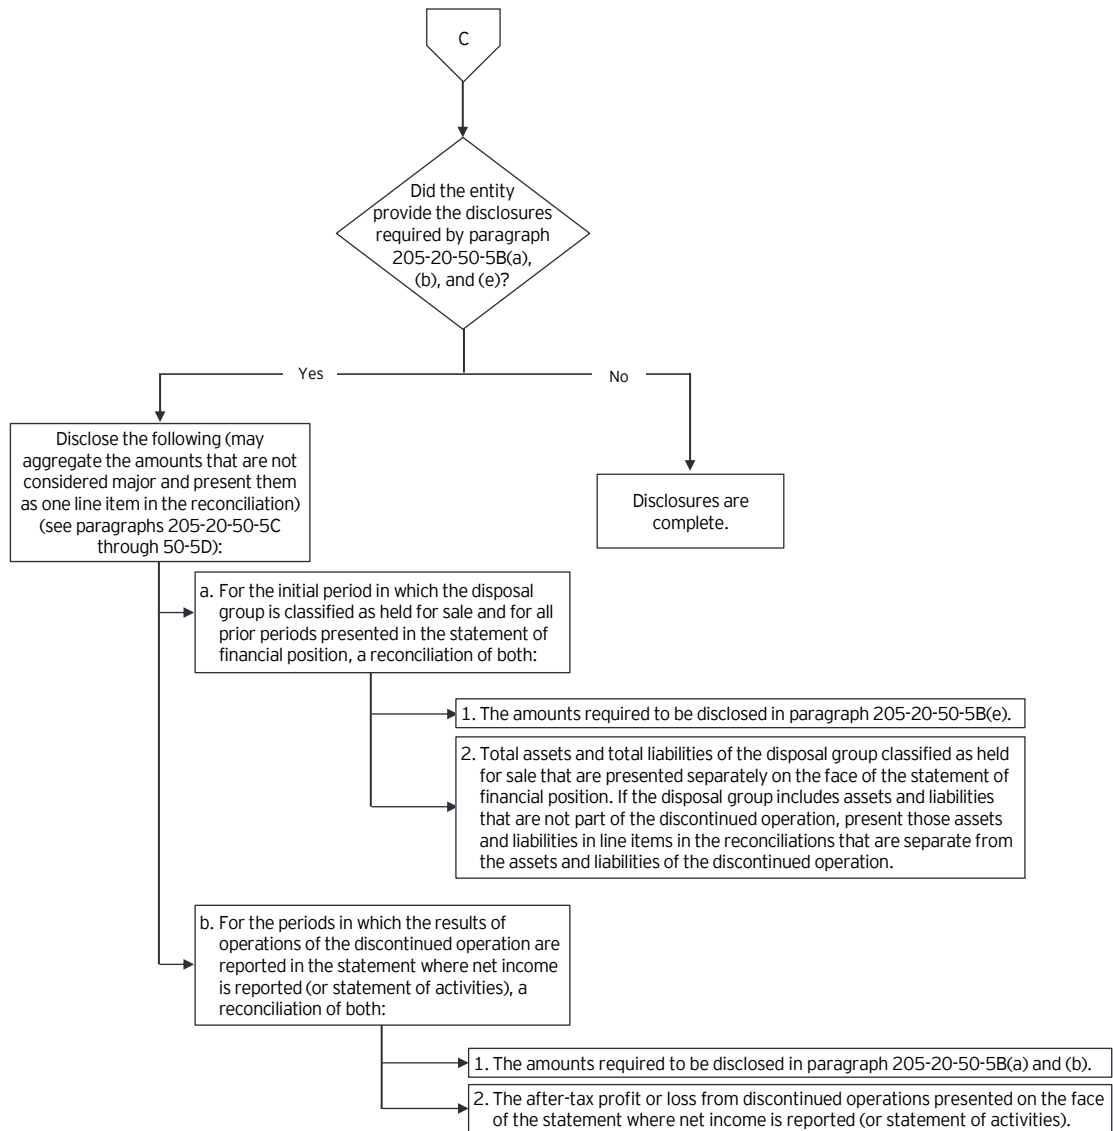 C
Did the entity
provide the disclosures
required by paragraph
205-20-50-5B(a),
(b), and (e)?
Yes
No
Disclose the following (may
aggregate the amounts that are not
considered major and present them
as one line item in the reconciliation)
(see paragraphs 205-20-50-5C
through 50-5D):
Disclosures are
complete.
a. For the initial period in which the disposal
group is classified as held for sale and for all
prior periods presented in the statement of
financial position, a reconciliation of both:
1. The amounts required to be disclosed in paragraph 205-20-50-5B(e).
2. Total assets and total liabilities of the disposal group classified as held
for sale that are presented separately on the face of the statement of
financial position. If the disposal group includes assets and liabilities
that are not part of the discontinued operation, present those assets
and liabilities in line items in the reconciliations that are separate from
the assets and liabilities of the discontinued operation.
b. For the periods in which the results of
operations of the discontinued operation are
reported in the statement where net income
is reported (or statement of activities), a
reconciliation of both:
1. The amounts required to be disclosed in paragraph 205-20-50-5B(a) and (b).
2. The after-tax profit or loss from discontinued operations presented on the face
of the statement where net income is reported (or statement of activities).